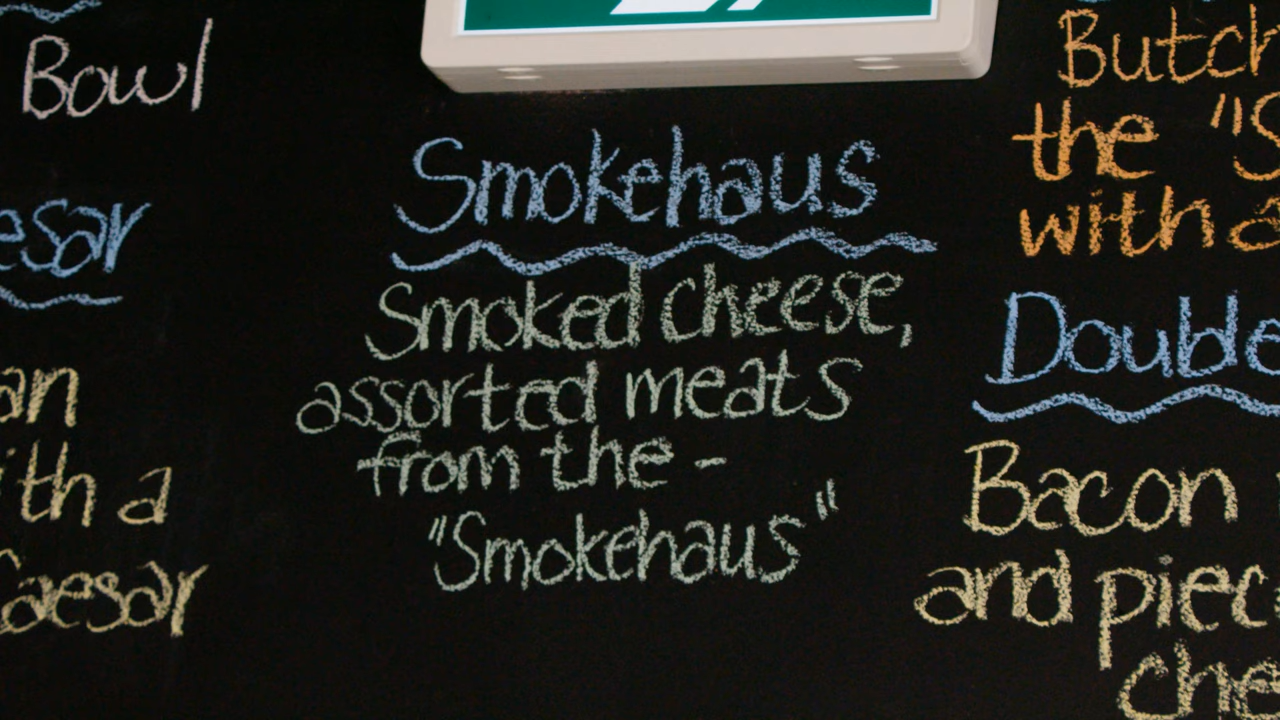 Bowl
esar
an
ith a
Caesar
Smokehaus
Smoked cheese,
assorted meats
from the -
"Smokehaus"
Butch
the "S
with a
Double
Bacon
and piec
che